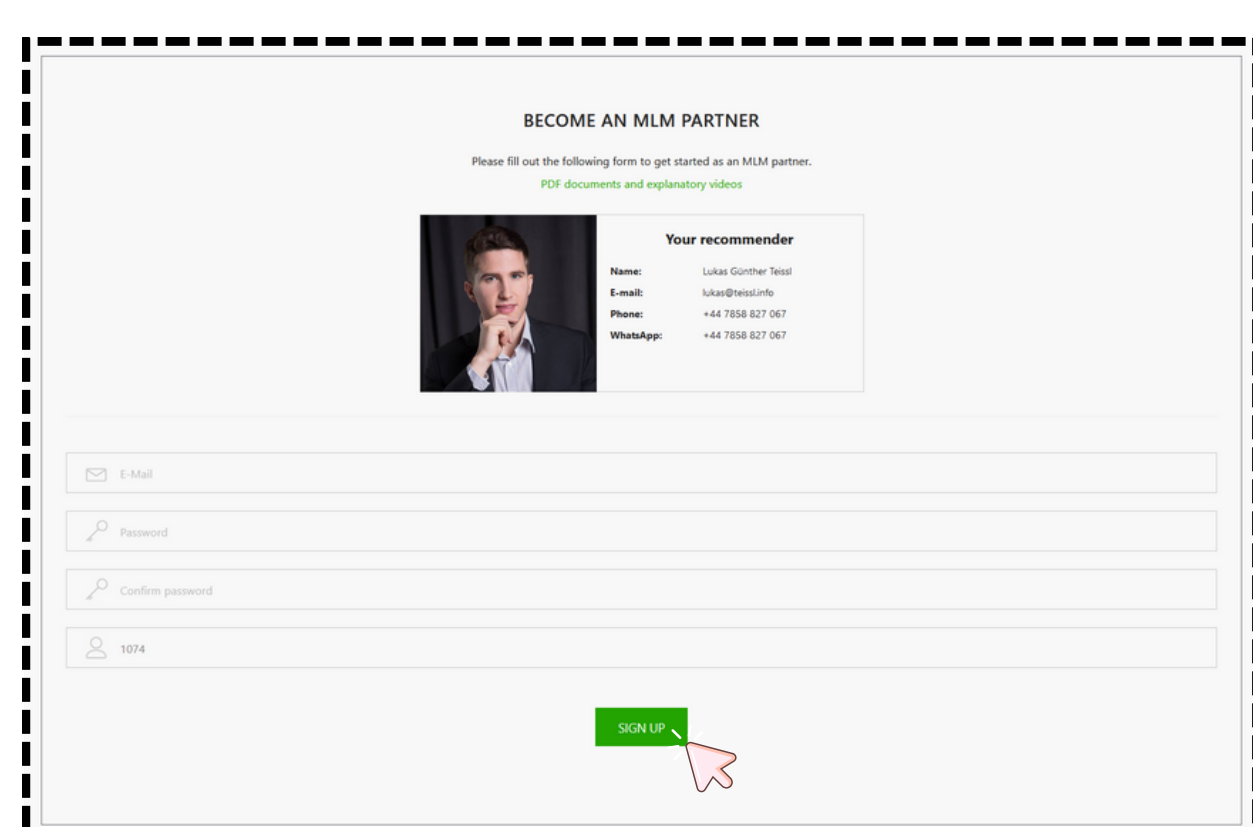 BECOME AN MLM PARTNER
Please fill out the following form to get started as an MLM partner.
PDF documents and explanatory videos
Your recommender
Name: Lukas Günther Teissl
E-mail: lukas@teissl.info
Phone: +44 7858 827 067
WhatsApp: +44 7858 827 067
E-Mail
Password
Confirm password
1074
SIGN UP